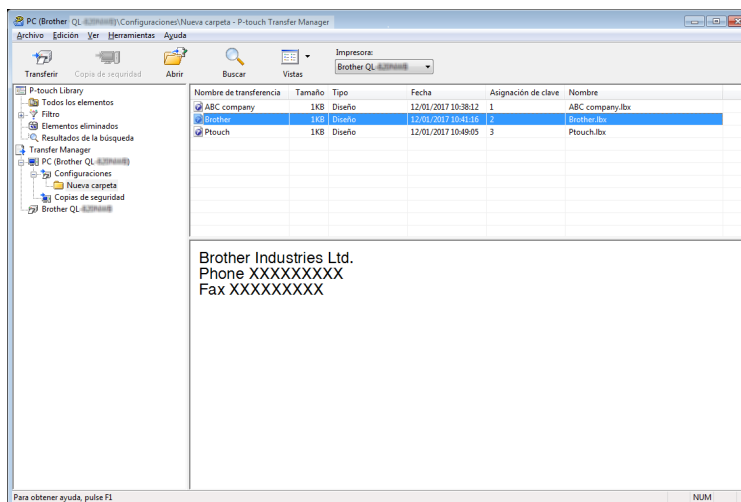 PC (Brother QL-        )\Configuraciones\Nueva carpeta - P-touch Transfer Manager
Archivo Edición Ver Herramientas Ayuda
Transferir Copia de seguridad Abrir Buscar Vistas
Impresora:
Brother QL-
P-touch Library
Todos los elementos
Filtro
Elementos eliminados
Resultados de la búsqueda
Transfer Manager
PC (Brother QL-        )
Configuraciones
Nueva carpeta
Copias de seguridad
Brother QL-
Nombre de transferencia Tamaño Tipo Fecha Asignación de clave Nombre
ABC company 1KB Diseño 12/01/2017 10:38:12 1 ABC company.lbx
Brother 1KB Diseño 12/01/2017 10:41:16 2 Brother.lbx
Ptouch 1KB Diseño 12/01/2017 10:49:05 3 Ptouch.lbx
Brother Industries Ltd.
Phone XXXXXXXXX
Fax XXXXXXXXX
Para obtener ayuda, pulse F1 NUM